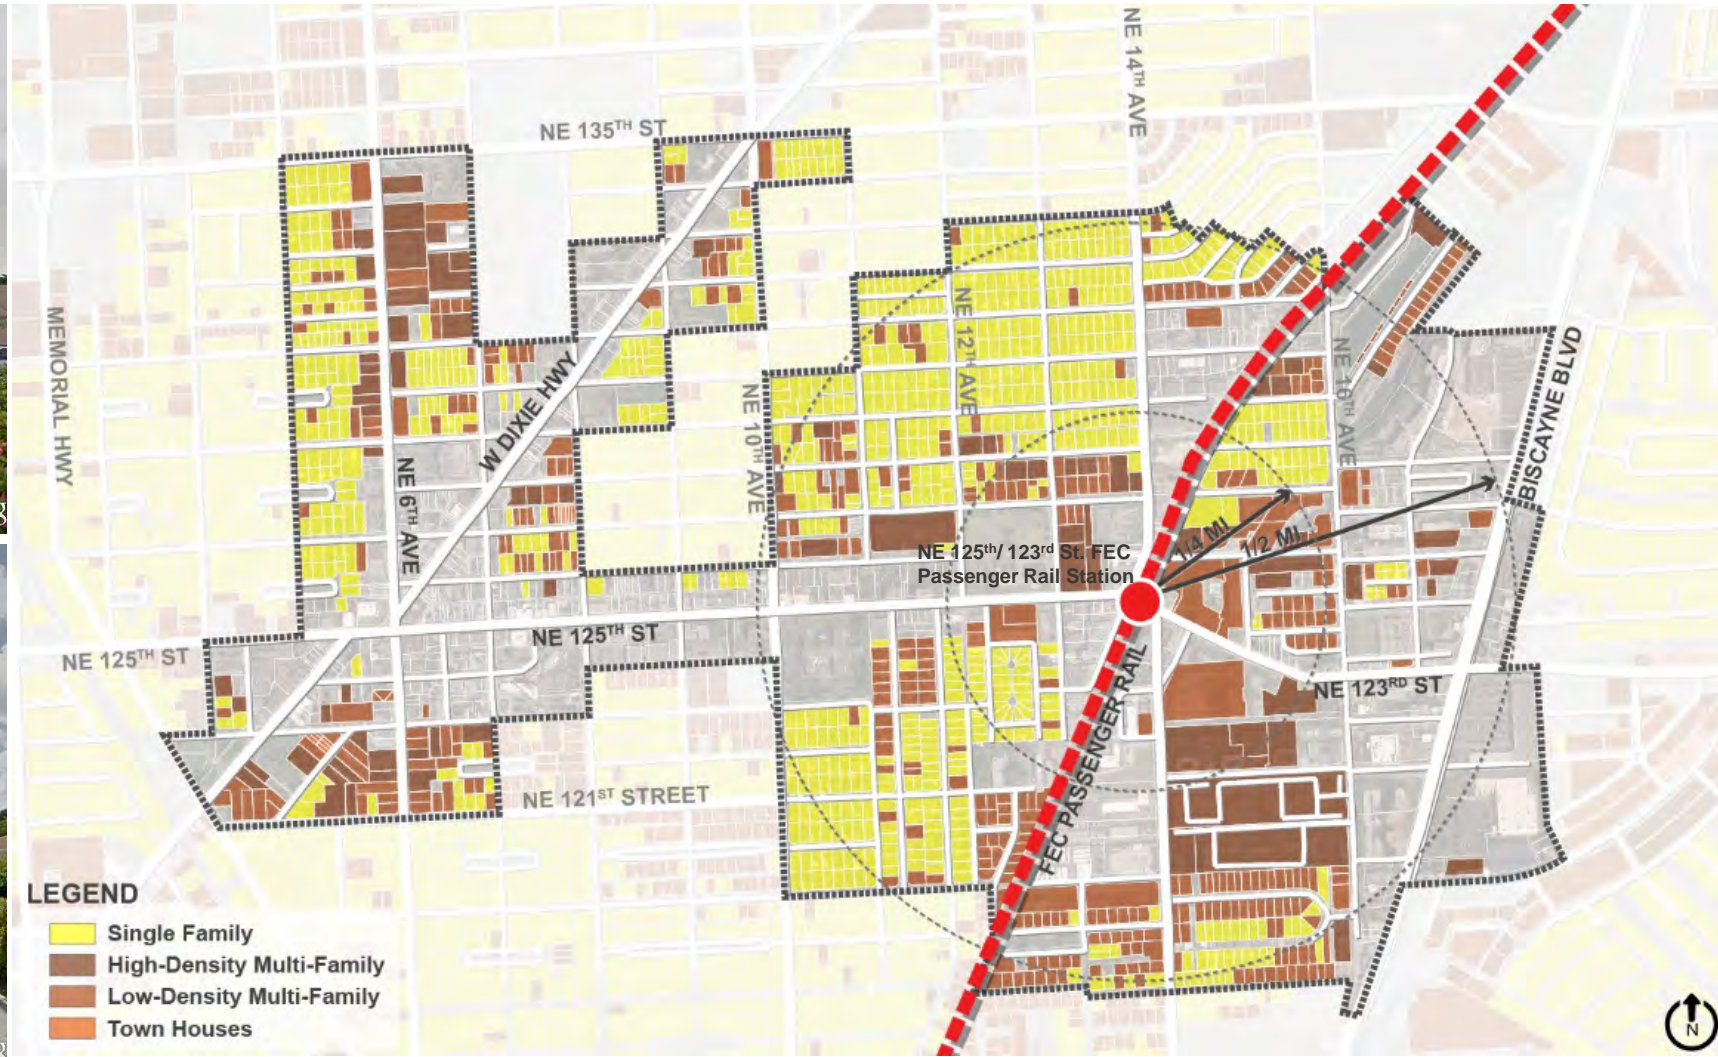 NE 14TH AVE
NE 135TH ST
MEMORIAL HWY
NE 12TH AVE
BISCAYNE BLVD
NE 16TH AVE
W DIXIE HWY
NE 10TH AVE
NE 6TH AVE
1/4 MI.
1/2 MI.
NE 125th/ 123rd St. FEC
Passenger Rail Station
NE 125TH ST
NE 125TH ST
FEC PASSENGER RAIL
NE 123RD ST
NE 121ST STREET
LEGEND
Single Family
High-Density Multi-Family
Low-Density Multi-Family
Town Houses
N